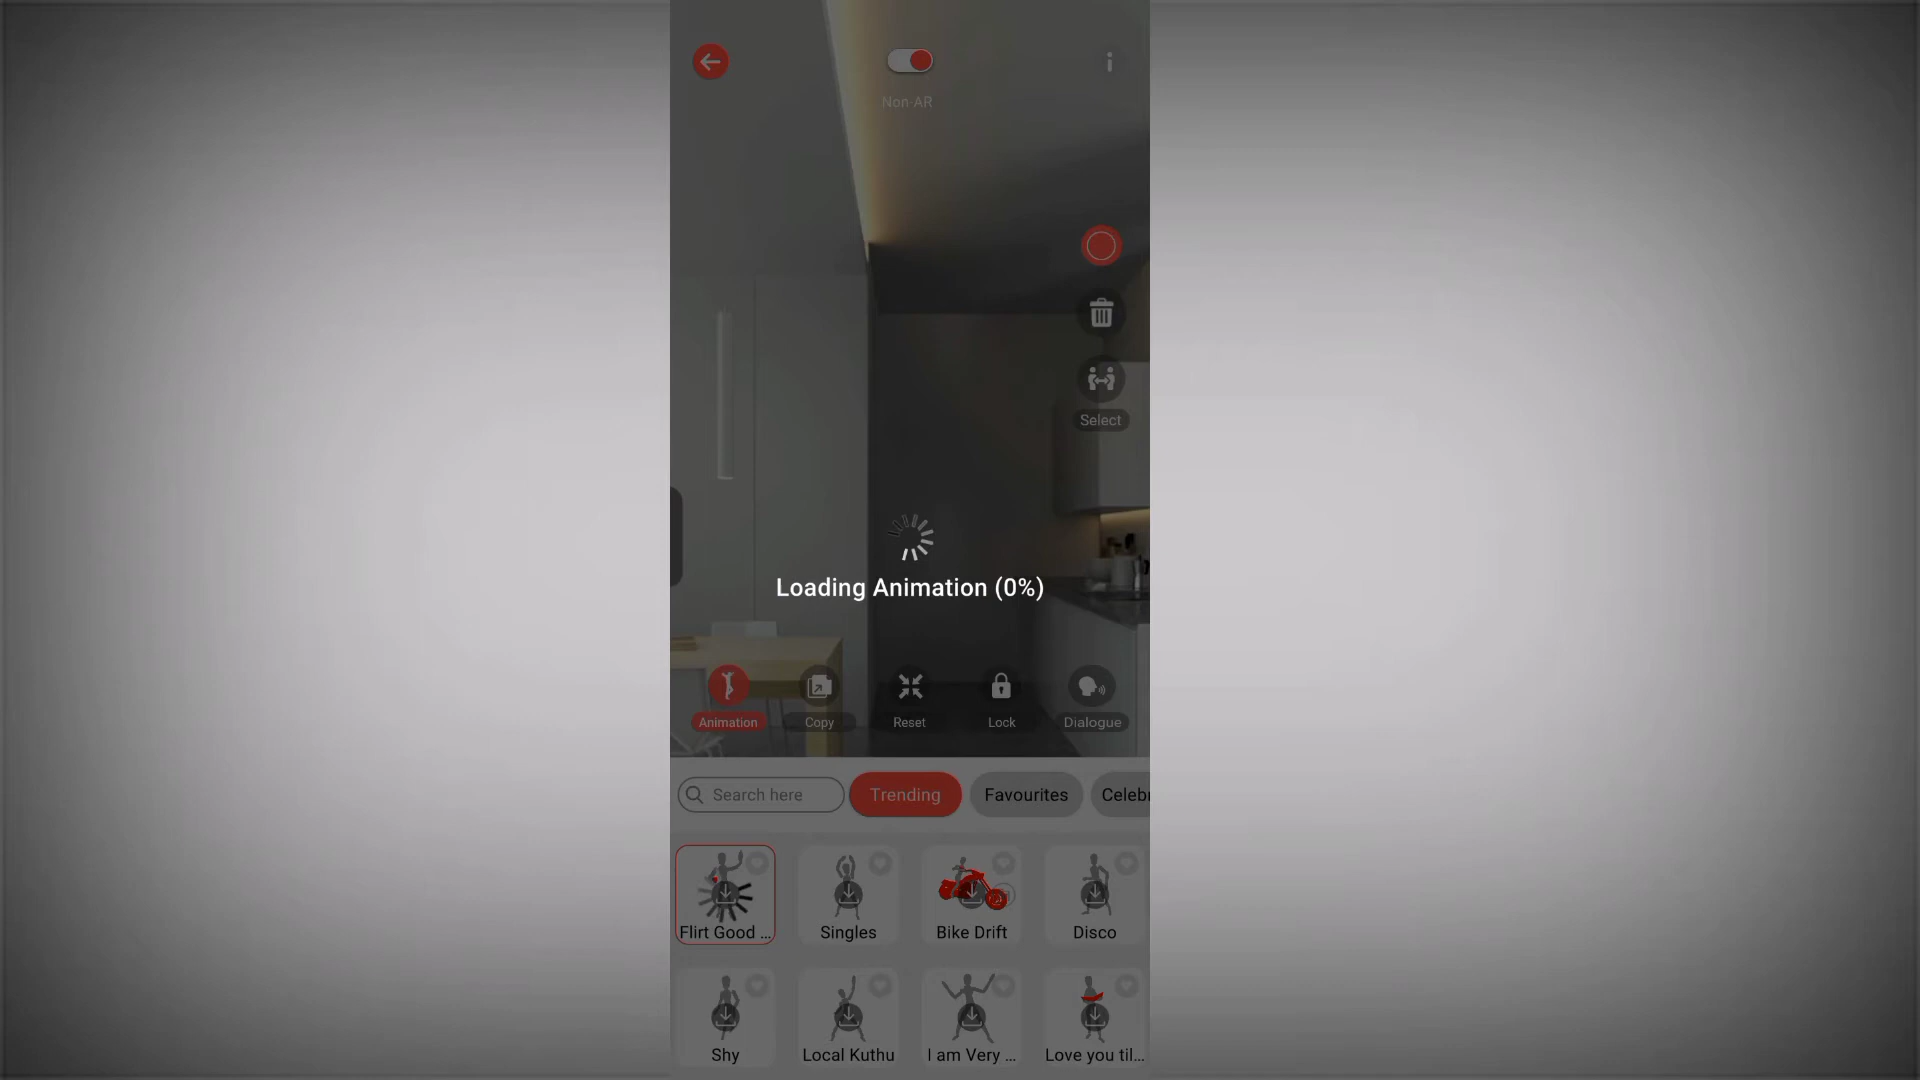 Non-AR
Select
Loading Animation (0%)
Animation
Copy
Reset
Lock
Dialogue
Search here
Trending
Favourites
Celebr
Flirt Good ...
Singles
Bike Drift
Disco
Shy
Local Kuthu
I am Very ...
Love you til...